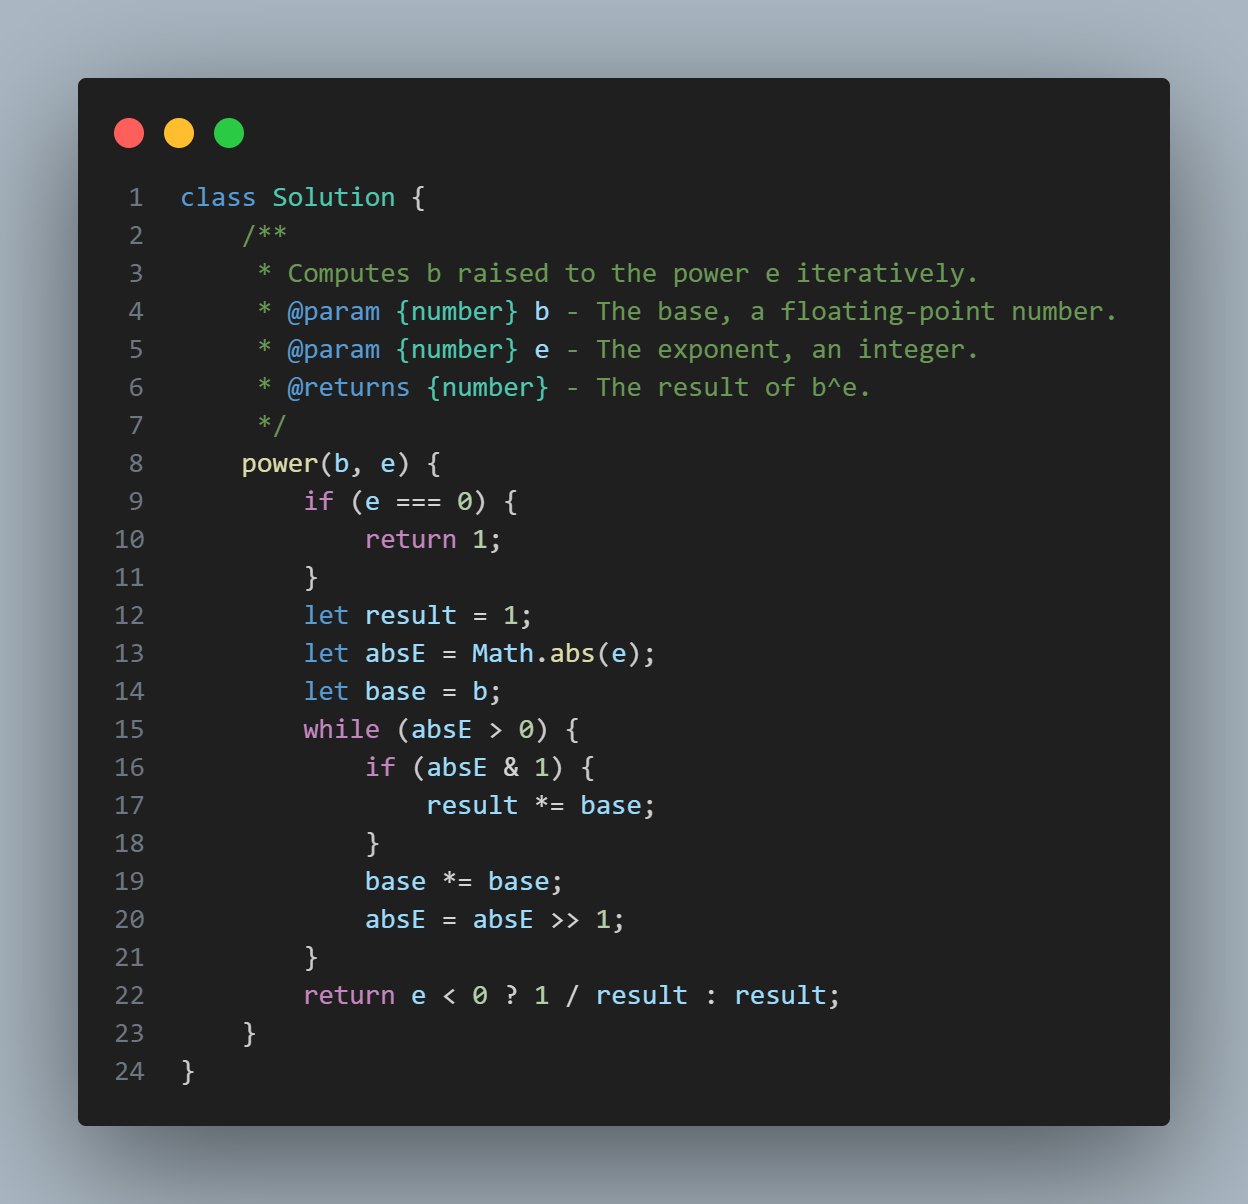 1 class Solution {
2     /**
3      * Computes b raised to the power e iteratively.
4      * @param {number} b - The base, a floating-point number.
5      * @param {number} e - The exponent, an integer.
6      * @returns {number} - The result of b^e.
7      */
8     power(b, e) {
9         if (e === 0) {
10             return 1;
11         }
12         let result = 1;
13         let absE = Math.abs(e);
14         let base = b;
15         while (absE > 0) {
16             if (absE & 1) {
17                 result *= base;
18             }
19             base *= base;
20             absE = absE >> 1;
21         }
22         return e < 0 ? 1 / result : result;
23     }
24 }